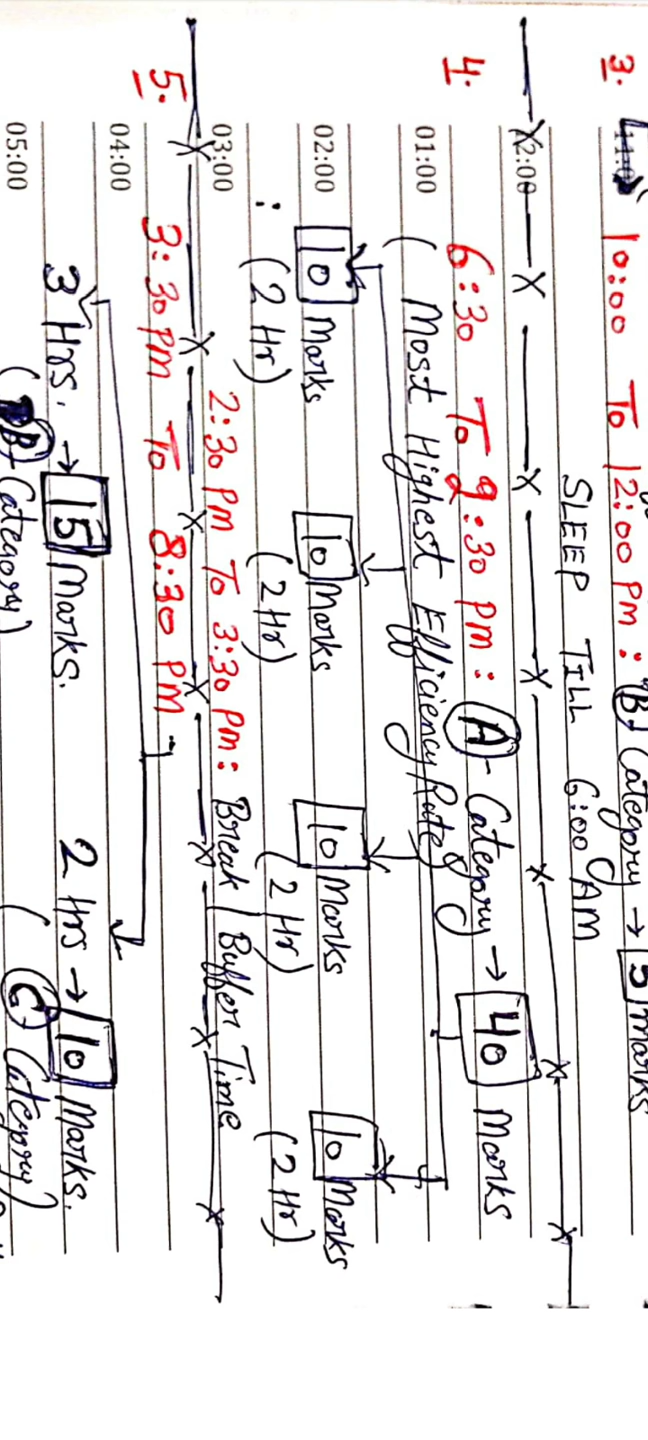 3. 10:00 To 12:00 pm : (B) Category → 5 Marks
SLEEP TILL 6:00 AM
12:00
4. 6:30 To 9:30 pm : (A) - Category → 40 Marks
01:00
( Most Highest Efficiency Rate)
02:00
10 Marks 10 Marks 10 Marks 10 Marks
: (2 Hr) (2 Hr) (2 Hr) (2 Hr)
03:00
2:30 pm To 3:30 pm : Break / Buffer Time
5. 3:30 pm To 8:30 pm
04:00
3 Hrs. → 15 Marks. 2 Hrs → 10 Marks.
05:00
(B) Category) (C) Category)